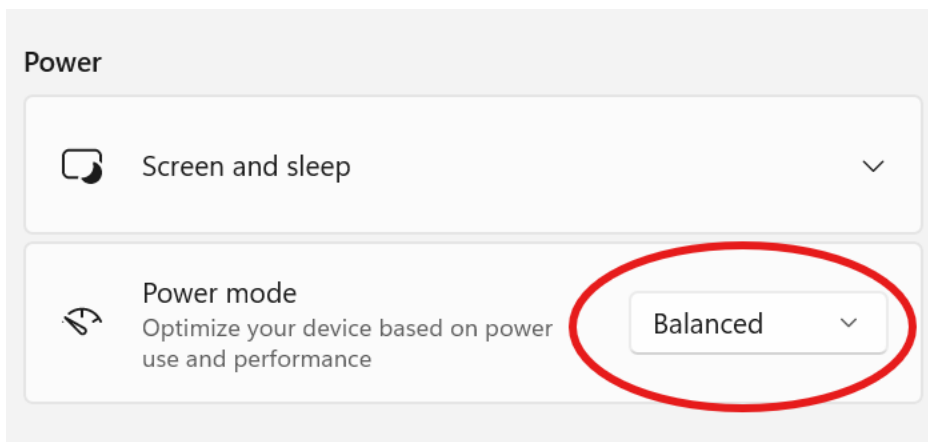 Power
Screen and sleep
Power mode
Optimize your device based on power
use and performance
Balanced